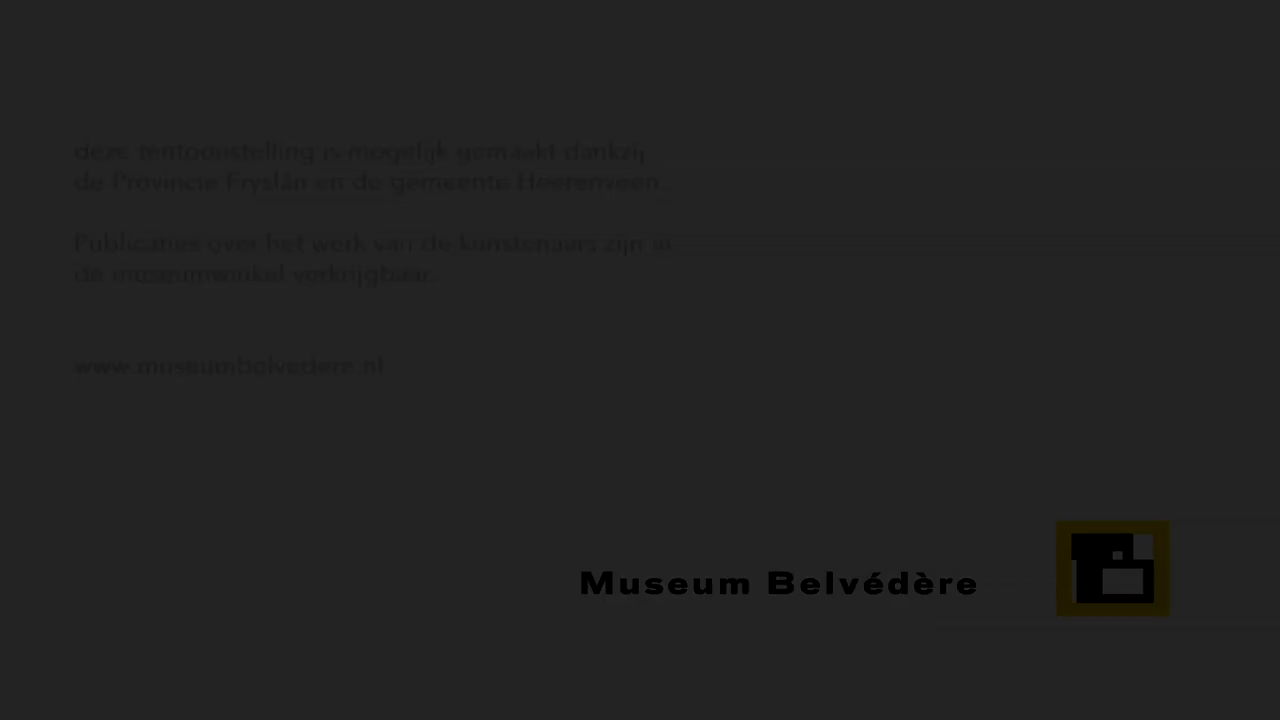 deze tentoonstelling is mogelijk gemaakt dankzij
de Provincie Fryslân en de gemeente Heerenveen.
Publicaties over het werk van de kunstenaars zijn in
de museumwinkel verkrijgbaar.
www.museumbelvedere.nl
Museum Belvédère